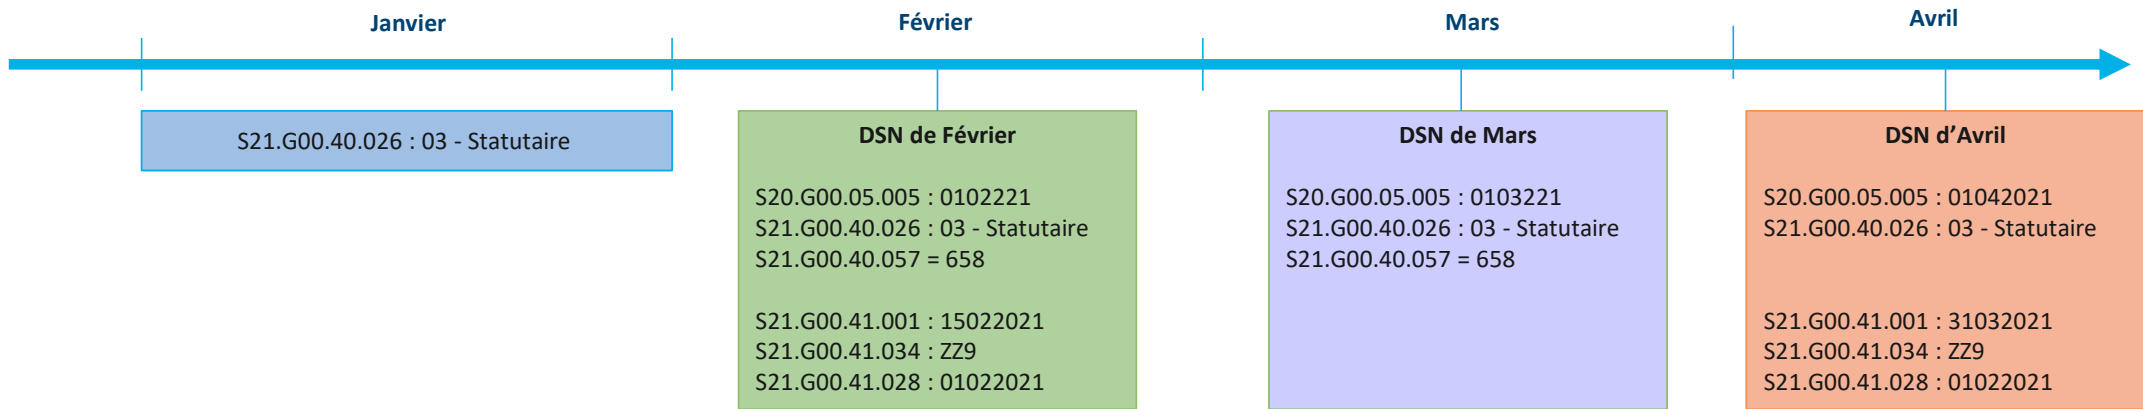 Janvier
Février
Mars
Avril
S21.G00.40.026 : 03 - Statutaire
DSN de Février
S20.G00.05.005 : 0102221
S21.G00.40.026 : 03 - Statutaire
S21.G00.40.057 = 658
S21.G00.41.001 : 15022021
S21.G00.41.034 : ZZ9
S21.G00.41.028 : 01022021
DSN de Mars
S20.G00.05.005 : 0103221
S21.G00.40.026 : 03 - Statutaire
S21.G00.40.057 = 658
DSN d’Avril
S20.G00.05.005 : 01042021
S21.G00.40.026 : 03 - Statutaire
S21.G00.41.001 : 31032021
S21.G00.41.034 : ZZ9
S21.G00.41.028 : 01022021